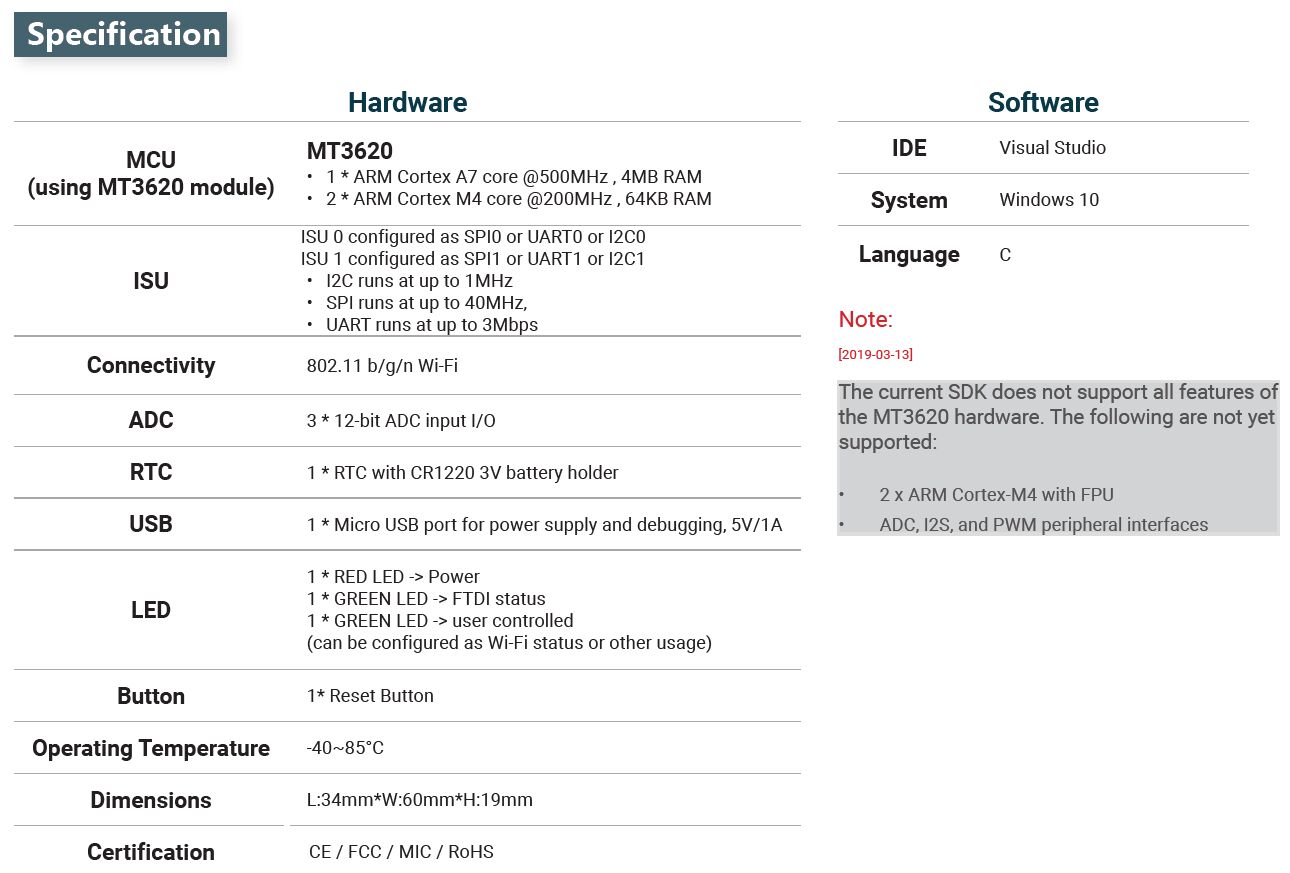 Specification
Hardware
MCU
(using MT3620 module)
MT3620
• 1 * ARM Cortex A7 core @500MHz , 4MB RAM
• 2 * ARM Cortex M4 core @200MHz , 64KB RAM
ISU
ISU 0 configured as SPI0 or UART0 or I2C0
ISU 1 configured as SPI1 or UART1 or I2C1
• I2C runs at up to 1MHz
• SPI runs at up to 40MHz,
• UART runs at up to 3Mbps
Connectivity
802.11 b/g/n Wi-Fi
ADC
3 * 12-bit ADC input I/O
RTC
1 * RTC with CR1220 3V battery holder
USB
1 * Micro USB port for power supply and debugging, 5V/1A
LED
1 * RED LED -> Power
1 * GREEN LED -> FTDI status
1 * GREEN LED -> user controlled
(can be configured as Wi-Fi status or other usage)
Button
1* Reset Button
Operating Temperature
-40~85°C
Dimensions
L:34mm*W:60mm*H:19mm
Certification
CE / FCC / MIC / RoHS
Software
IDE
Visual Studio
System
Windows 10
Language
C
Note:
[2019-03-13]
The current SDK does not support all features of
the MT3620 hardware. The following are not yet
supported:
• 2 x ARM Cortex-M4 with FPU
• ADC, I2S, and PWM peripheral interfaces